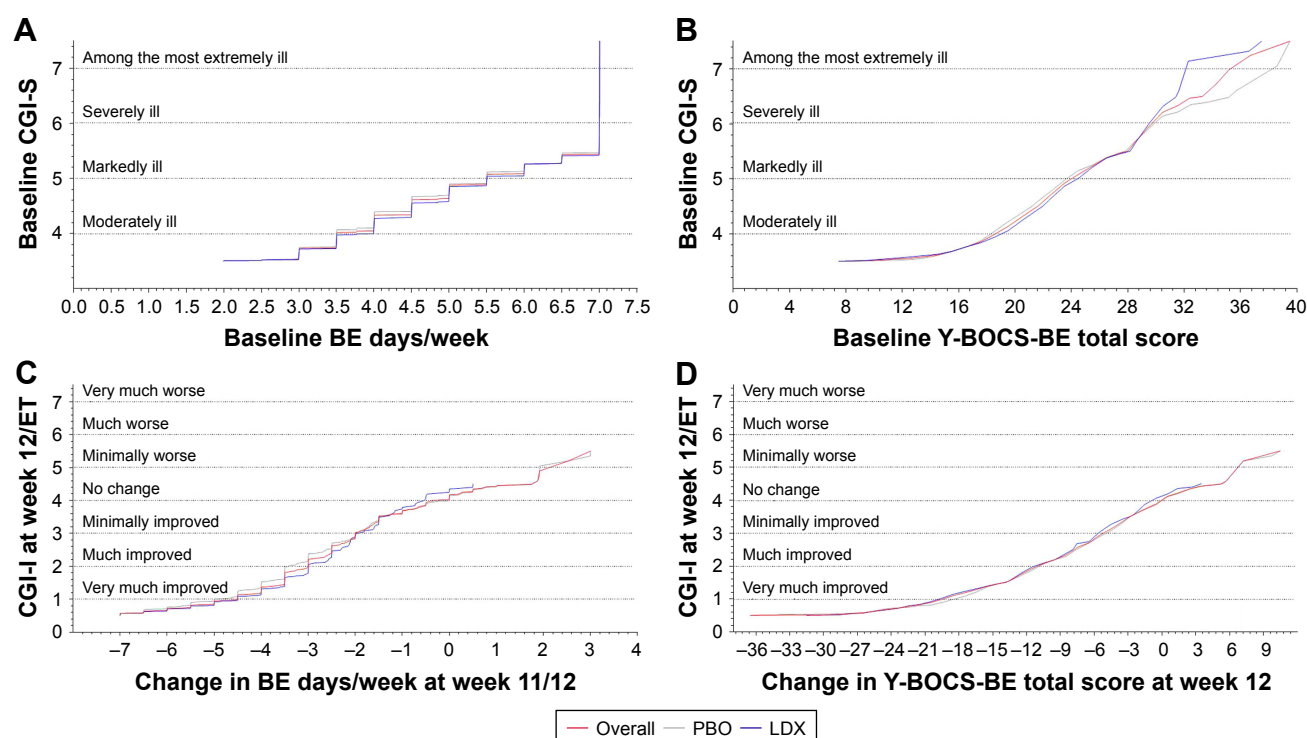 A
Baseline CGI-S
7
6
5
4
Among the most extremely ill
Severely ill
Markedly ill
Moderately ill
0.0 0.5 1.0 1.5 2.0 2.5 3.0 3.5 4.0 4.5 5.0 5.5 6.0 6.5 7.0 7.5
Baseline BE days/week
B
Baseline CGI-S
7
6
5
4
Among the most extremely ill
Severely ill
Markedly ill
Moderately ill
0 4 8 12 16 20 24 28 32 36 40
Baseline Y-BOCS-BE total score
C
CGI-I at week 12/ET
7
6
5
4
3
2
1
0
Very much worse
Much worse
Minimally worse
No change
Minimally improved
Much improved
Very much improved
–7 –6 –5 –4 –3 –2 –1 0 1 2 3 4
Change in BE days/week at week 11/12
D
CGI-I at week 12/ET
7
6
5
4
3
2
1
0
Very much worse
Much worse
Minimally worse
No change
Minimally improved
Much improved
Very much improved
–36 –33 –30 –27 –24 –21 –18 –15 –12 –9 –6 –3 0 3 6 9
Change in Y-BOCS-BE total score at week 12
Overall PBO LDX